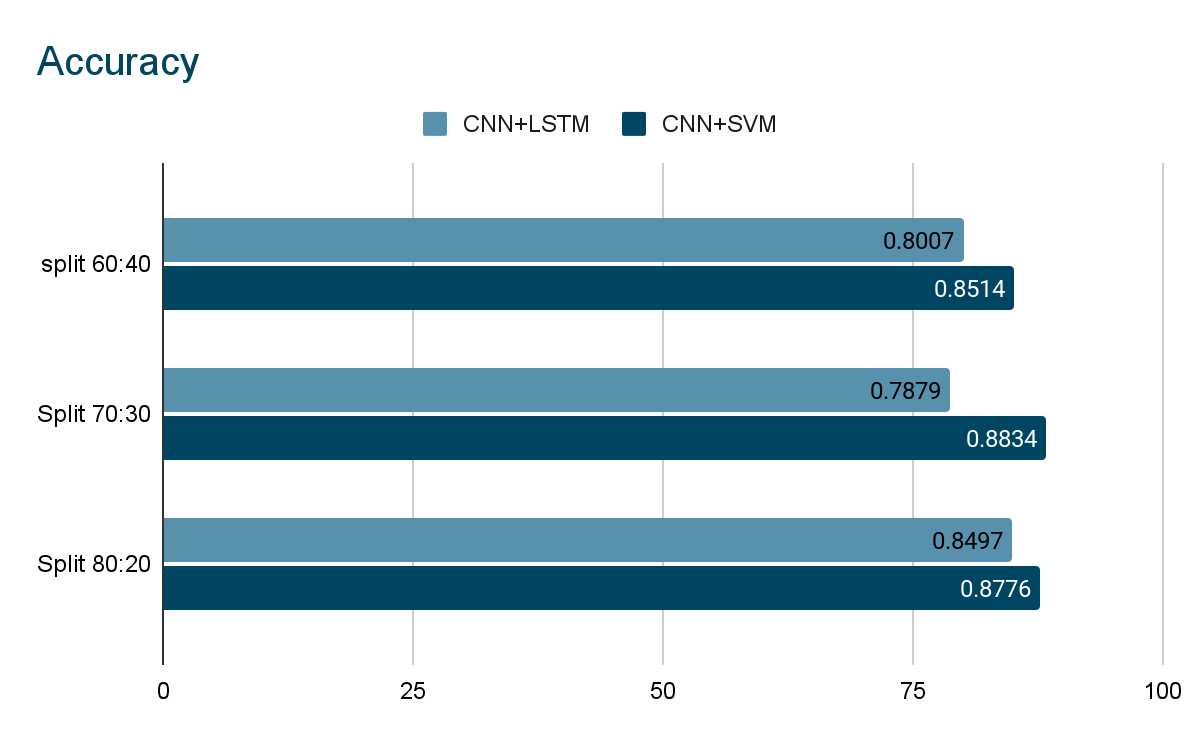 Accuracy
CNN+LSTM CNN+SVM
split 60:40
0.8007
0.8514
Split 70:30
0.7879
0.8834
Split 80:20
0.8497
0.8776
0 25 50 75 100